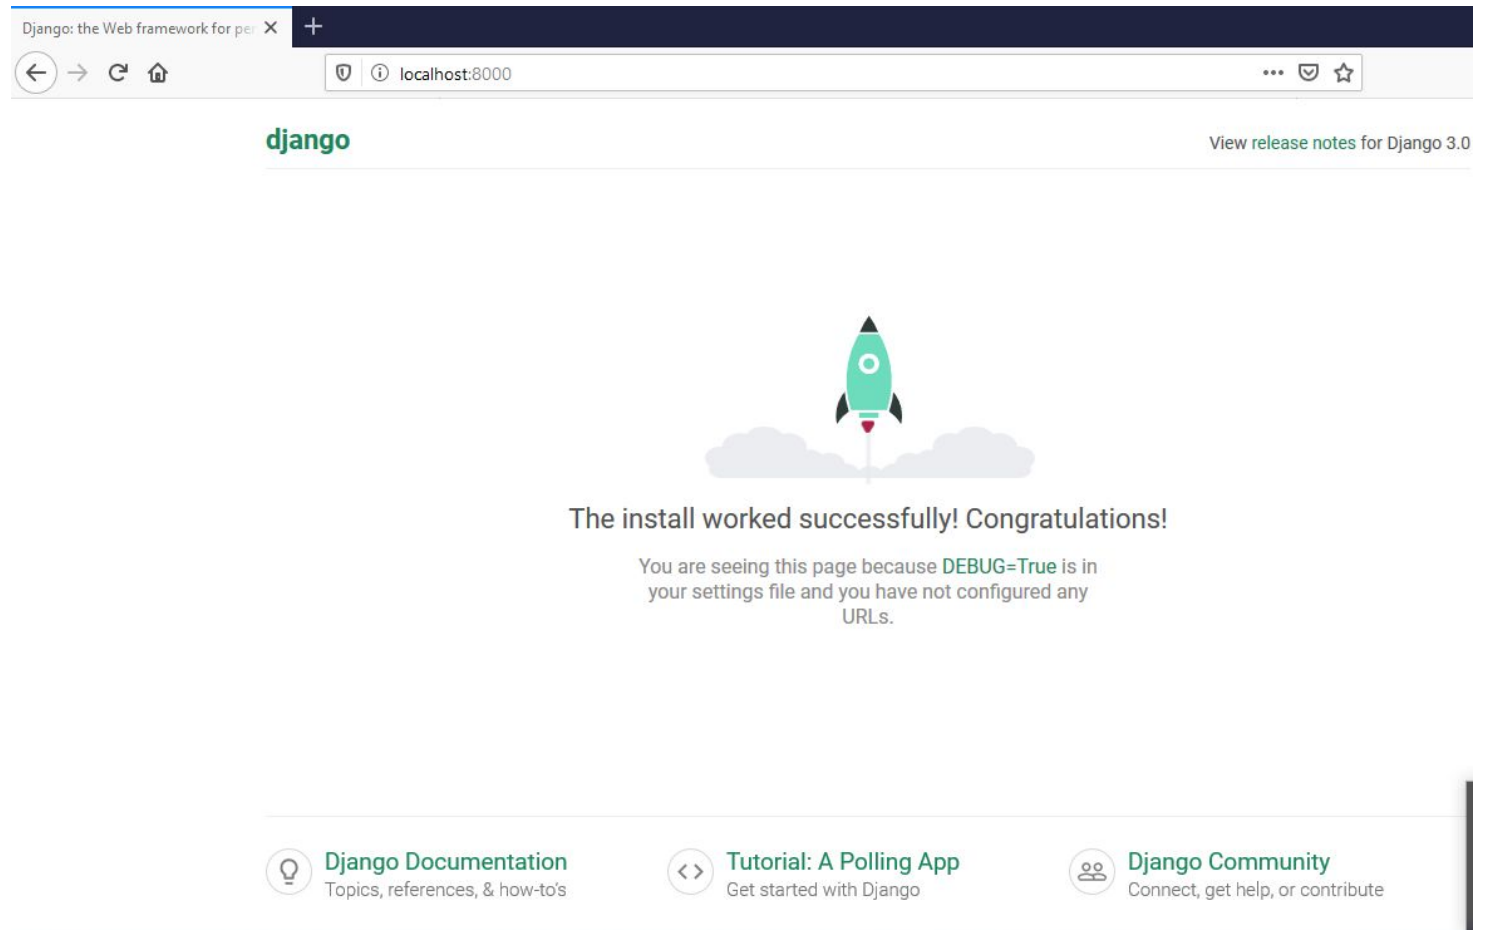 Django: the Web framework for per
localhost:8000
django
View release notes for Django 3.0
The install worked successfully! Congratulations!
You are seeing this page because DEBUG=True is in
your settings file and you have not configured any
URLs.
Django Documentation
Topics, references, & how-to's
Tutorial: A Polling App
Get started with Django
Django Community
Connect, get help, or contribute